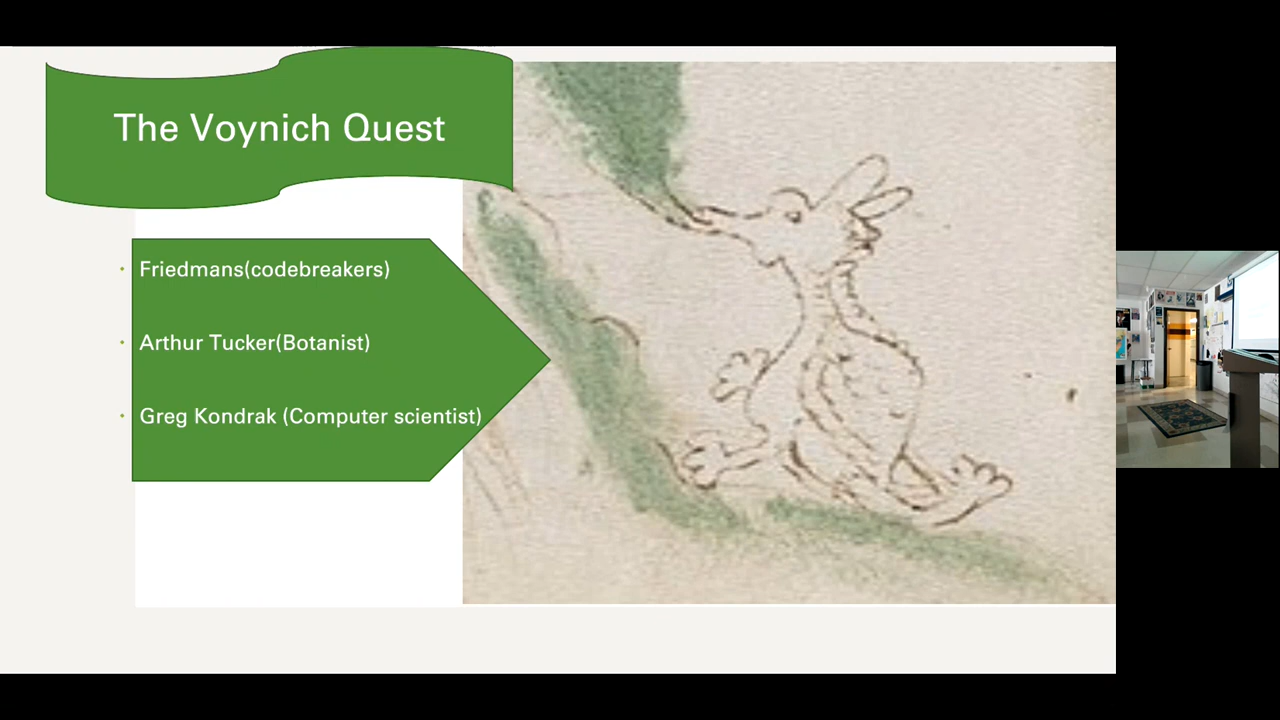 The Voynich Quest
Friedmans(codebreakers)
Arthur Tucker(Botanist)
Greg Kondrak (Computer scientist)